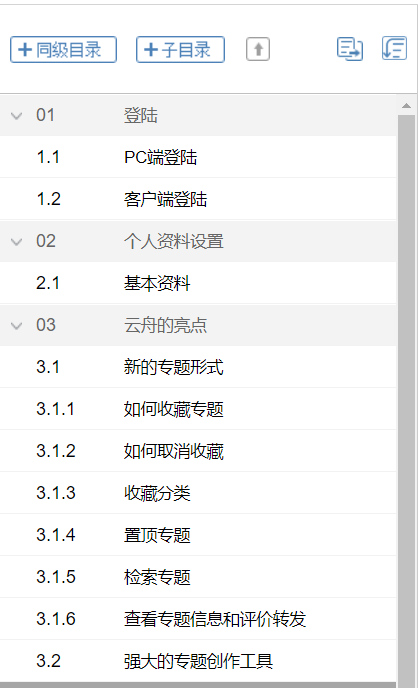 + 同级目录 + 子目录
01 登陆
1.1 PC端登陆
1.2 客户端登陆
02 个人资料设置
2.1 基本资料
03 云舟的亮点
3.1 新的专题形式
3.1.1 如何收藏专题
3.1.2 如何取消收藏
3.1.3 收藏分类
3.1.4 置顶专题
3.1.5 检索专题
3.1.6 查看专题信息和评价转发
3.2 强大的专题创作工具